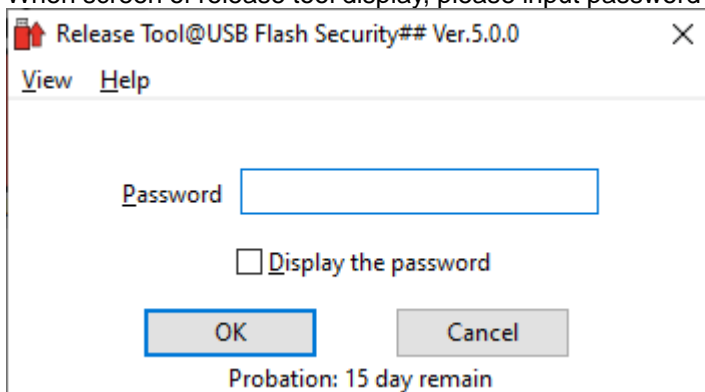 When screen of release tool display, please input password
Release Tool@USB Flash Security## Ver.5.0.0
View Help
Password
Display the password
OK Cancel
Probation: 15 day remain